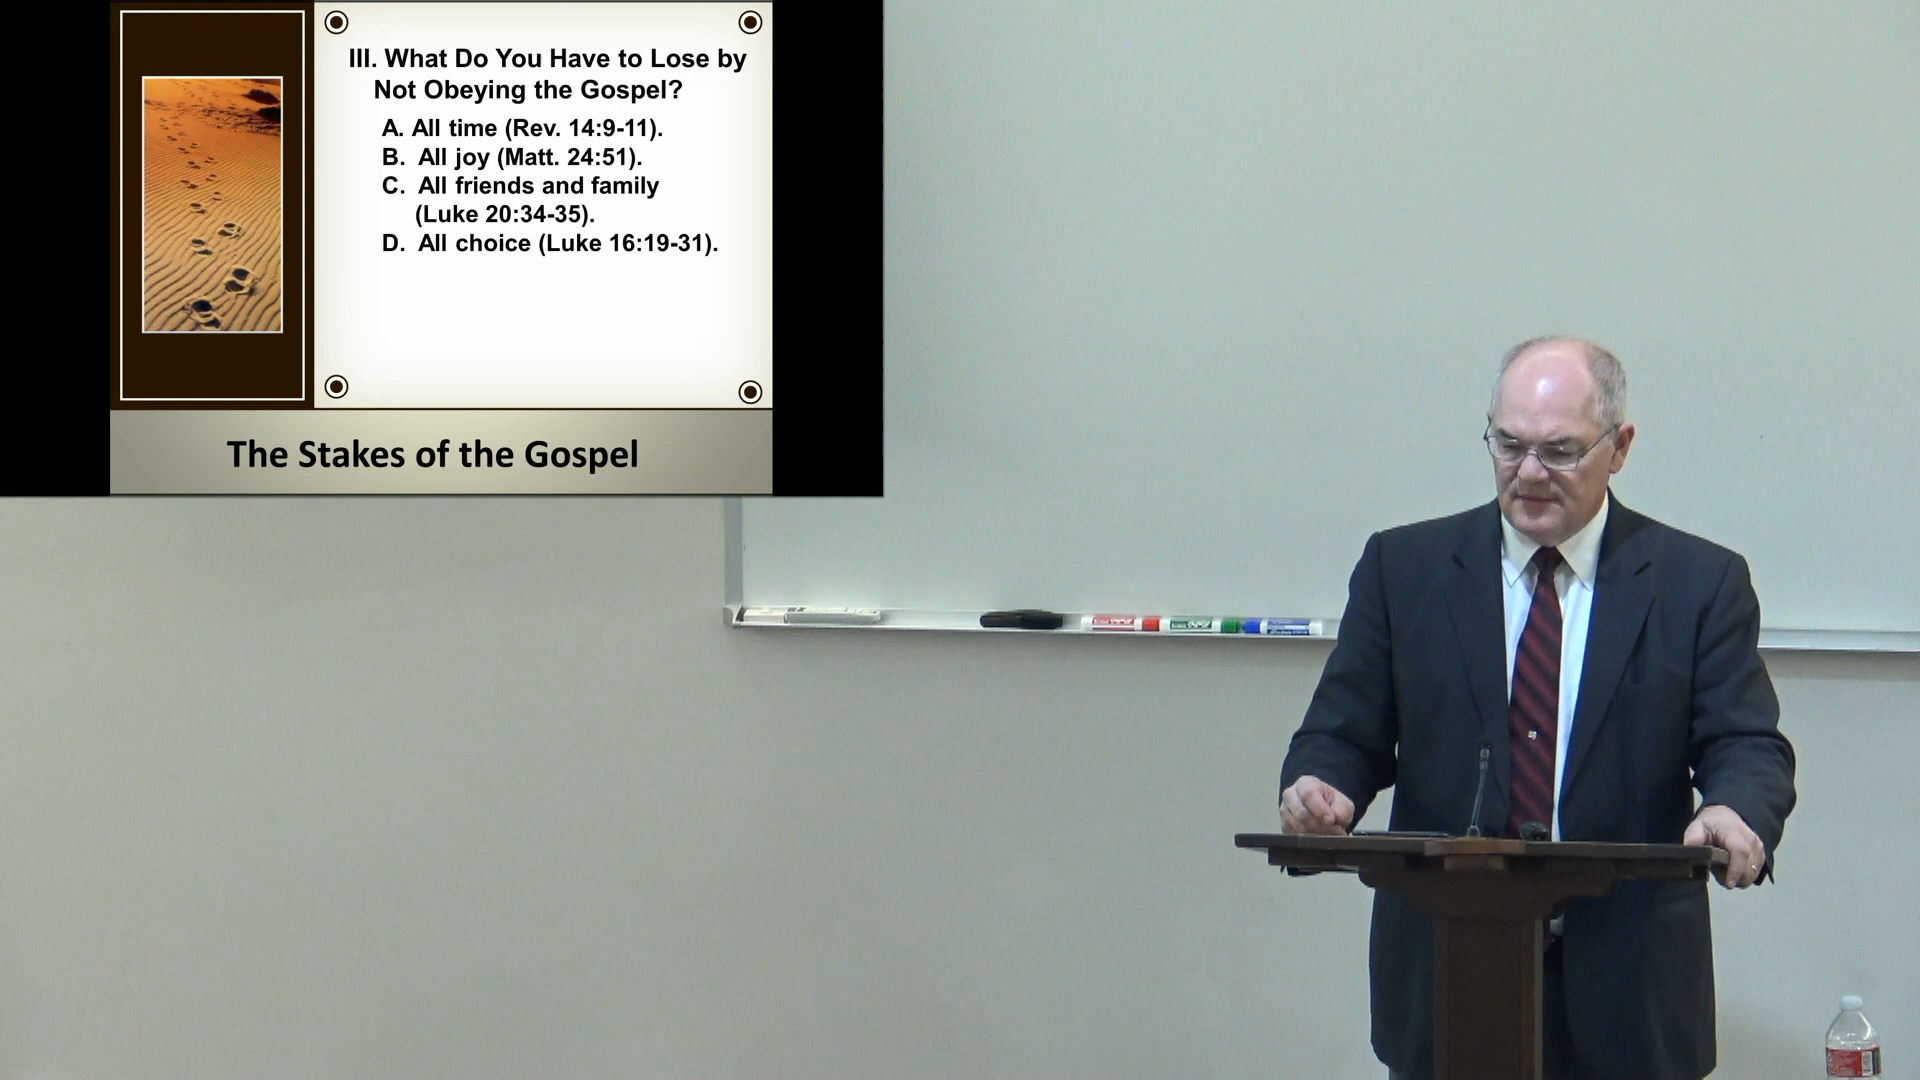 III. What Do You Have to Lose by
Not Obeying the Gospel?
A. All time (Rev. 14:9-11).
B. All joy (Matt. 24:51).
C. All friends and family
(Luke 20:34-35).
D. All choice (Luke 16:19-31).
The Stakes of the Gospel